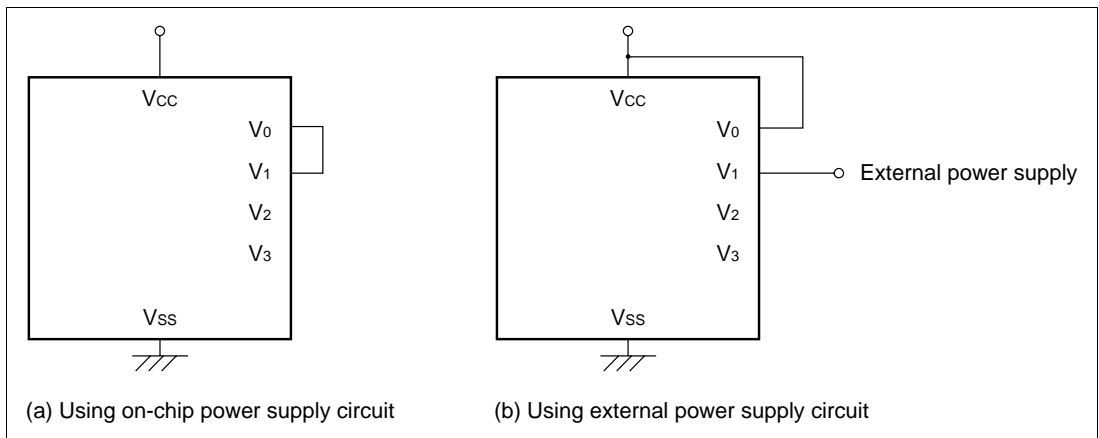 VCC
V0
V1
V2
V3
VSS
(a) Using on-chip power supply circuit
VCC
V0
V1
External power supply
V2
V3
VSS
(b) Using external power supply circuit